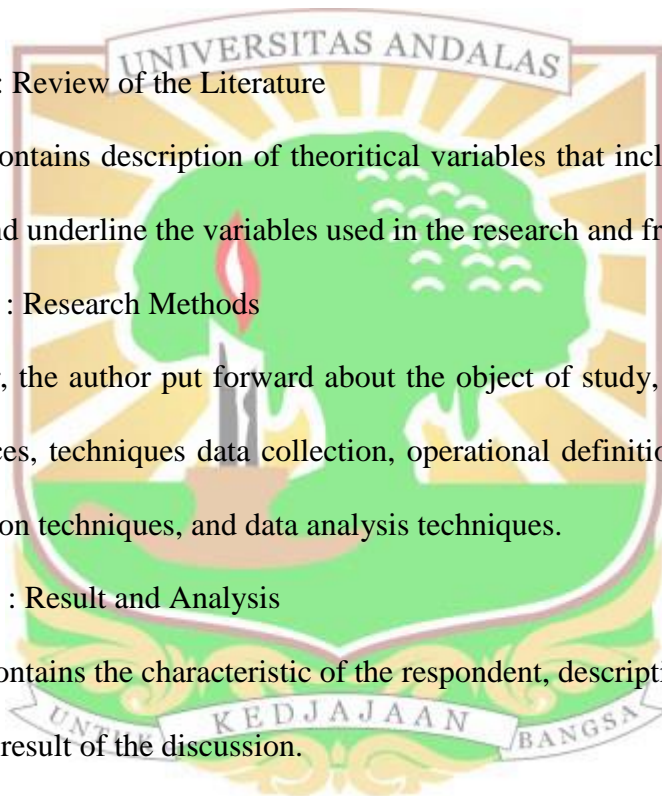 UNIVERSITAS ANDALAS
: Review of the Literature
ontains description of theoritical variables that incl
nd underline the variables used in the research and fr
: Research Methods
, the author put forward about the object of study,
ces, techniques data collection, operational definitio
on techniques, and data analysis techniques.
: Result and Analysis
ontains the characteristic of the respondent, descripti
UNTUK KEDJAJAAN BANGSA
result of the discussion.